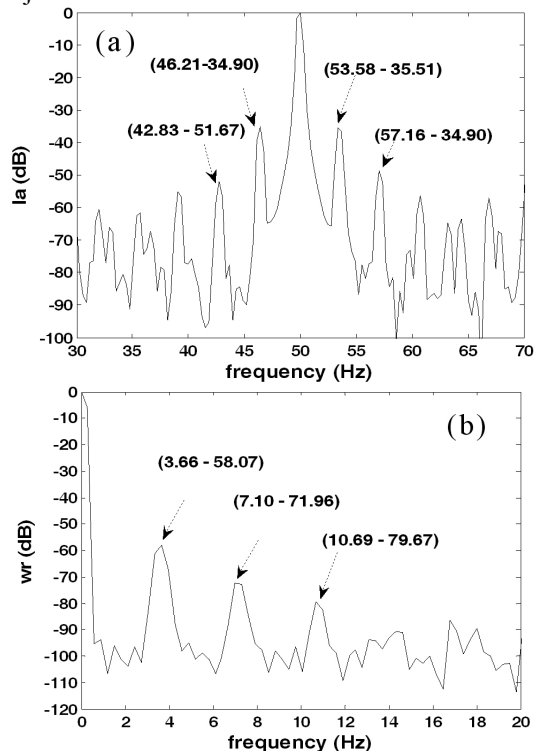 0
(a)
-10
(46.21-34.90)
(53.58 - 35.51)
-20
-30
(42.83 - 51.67)
(57.16 - 34.90)
-40
-50
Ia (dB)
-60
-70
-80
-90
-100
30 35 40 45 50 55 60 65 70
frequency (Hz)
0
(b)
-10
-20
(3.66 - 58.07)
-30
(7.10 - 71.96)
-40
-50
(10.69 - 79.67)
wr (dB)
-60
-70
-80
-90
-100
-110
-120
0 2 4 6 8 10 12 14 16 18 20
frequency (Hz)